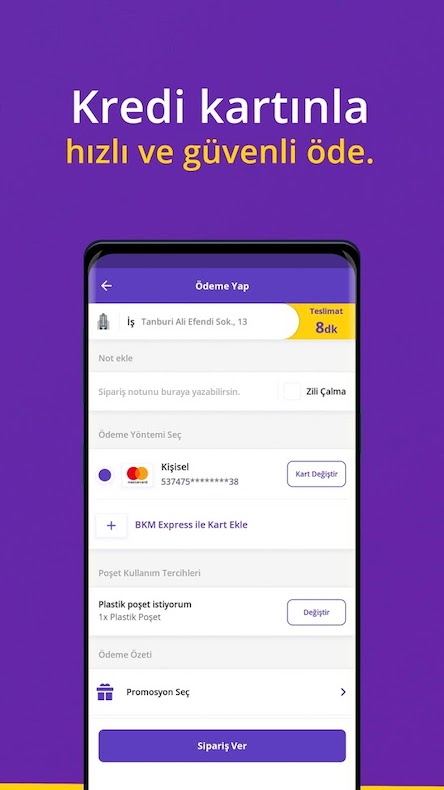 Kredi kartınla
hızlı ve güvenli öde.
Ödeme Yap
İş Tanburi Ali Efendi Sok., 13
Teslimat
8dk
Not ekle
Sipariş notunu buraya yazabilirsin.
Zili Çalma
Ödeme Yöntemi Seç
mastercard
Kişisel
537475********38
Kart Değiştir
+ BKM Express ile Kart Ekle
Poşet Kullanım Tercihleri
Plastik poşet istiyorum
1x Plastik Poşet
Değiştir
Ödeme Özeti
Promosyon Seç
Sipariş Ver